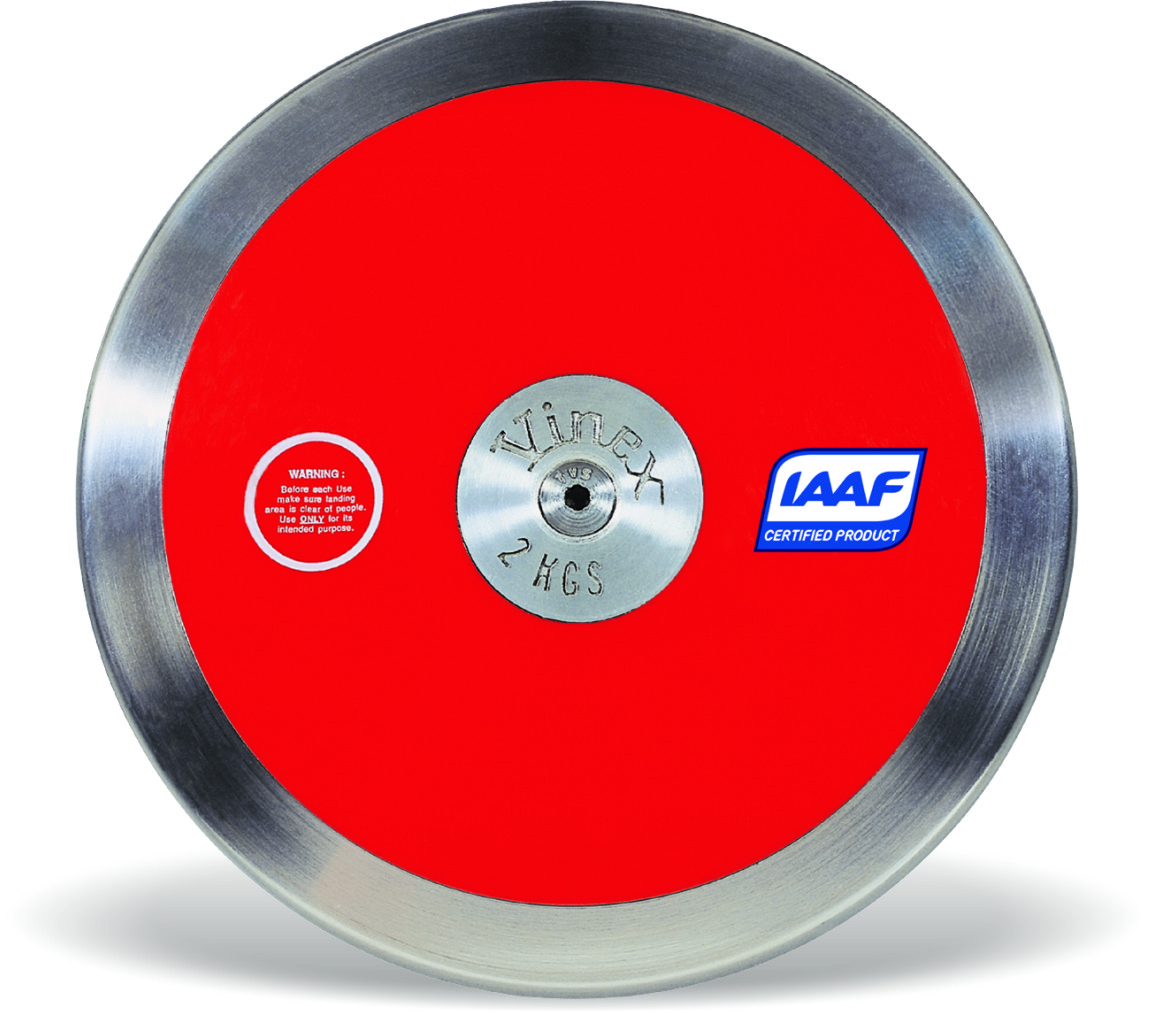 Vinex
2 KGS
WARNING :
Before each Use
make sure landing
area is clear of people.
Use ONLY for its
intended purpose.
IAAF
CERTIFIED PRODUCT